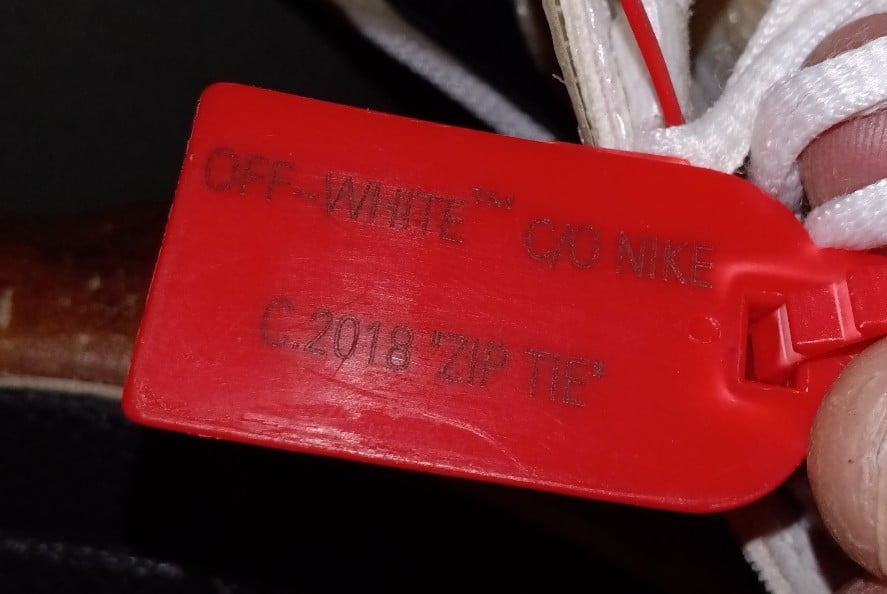 OFF-WHITE™ C/O NIKE
C.2018 "ZIP TIE"